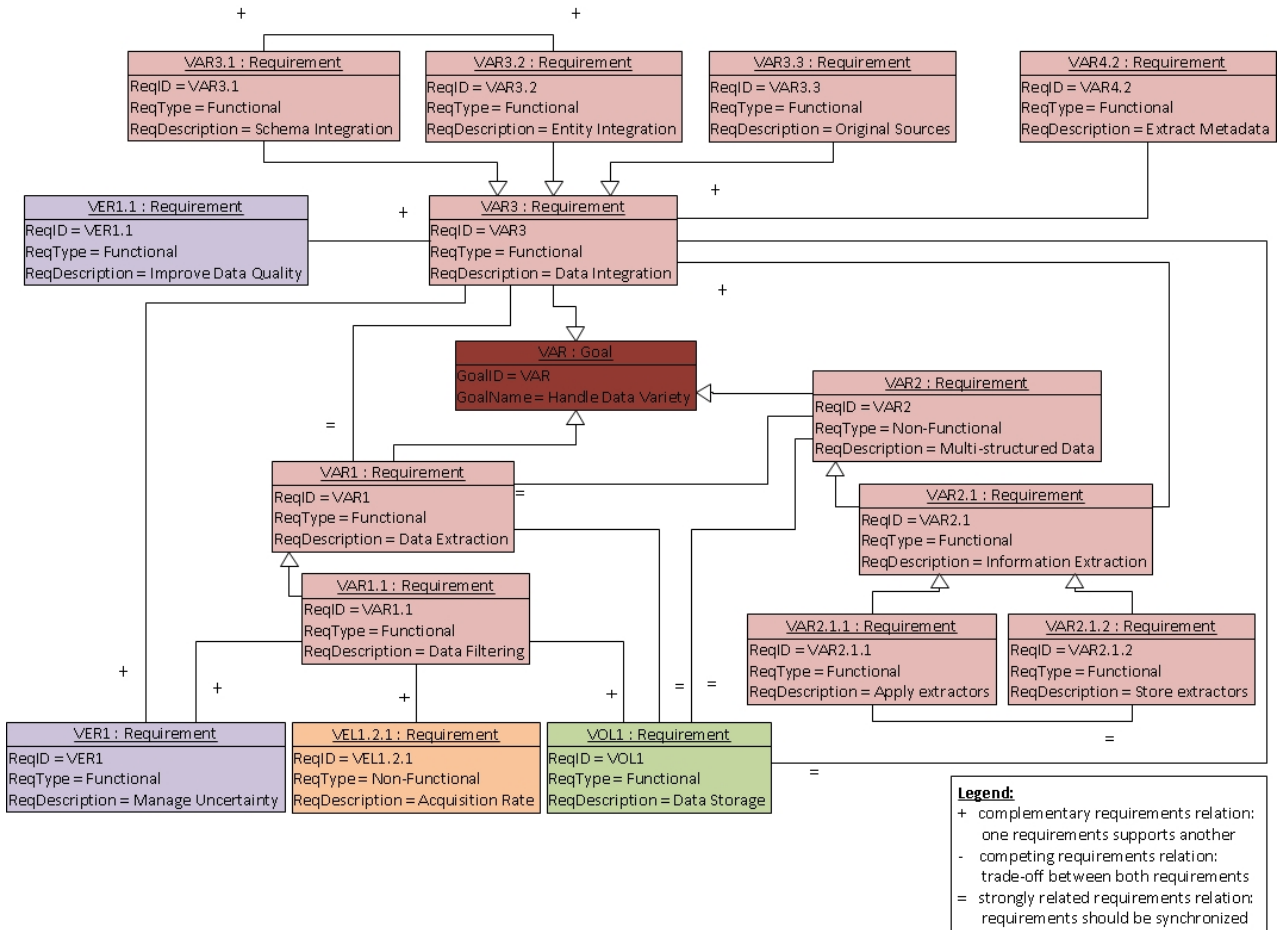 +
+
VAR3.1 : Requirement
ReqID = VAR3.1
ReqType = Functional
ReqDescription = Schema Integration
VAR3.2 : Requirement
ReqID = VAR3.2
ReqType = Functional
ReqDescription = Entity Integration
VAR3.3 : Requirement
ReqID = VAR3.3
ReqType = Functional
ReqDescription = Original Sources
VAR4.2 : Requirement
ReqID = VAR4.2
ReqType = Functional
ReqDescription = Extract Metadata
VER1.1 : Requirement
ReqID = VER1.1
ReqType = Functional
ReqDescription = Improve Data Quality
+
VAR3 : Requirement
ReqID = VAR3
ReqType = Functional
ReqDescription = Data Integration
+
+
VAR : Goal
GoalID = VAR
GoalName = Handle Data Variety
VAR2 : Requirement
ReqID = VAR2
ReqType = Non-Functional
ReqDescription = Multi-structured Data
=
VAR1 : Requirement
ReqID = VAR1
ReqType = Functional
ReqDescription = Data Extraction
=
VAR2.1 : Requirement
ReqID = VAR2.1
ReqType = Functional
ReqDescription = Information Extraction
VAR1.1 : Requirement
ReqID = VAR1.1
ReqType = Functional
ReqDescription = Data Filtering
VAR2.1.1 : Requirement
ReqID = VAR2.1.1
ReqType = Functional
ReqDescription = Apply extractors
VAR2.1.2 : Requirement
ReqID = VAR2.1.2
ReqType = Functional
ReqDescription = Store extractors
+
+
+
+
=
=
=
=
VER1 : Requirement
ReqID = VER1
ReqType = Functional
ReqDescription = Manage Uncertainty
VEL1.2.1 : Requirement
ReqID = VEL1.2.1
ReqType = Non-Functional
ReqDescription = Acquisition Rate
VOL1 : Requirement
ReqID = VOL1
ReqType = Functional
ReqDescription = Data Storage
Legend:
+ complementary requirements relation:
one requirements supports another
- competing requirements relation:
trade-off between both requirements
= strongly related requirements relation:
requirements should be synchronized